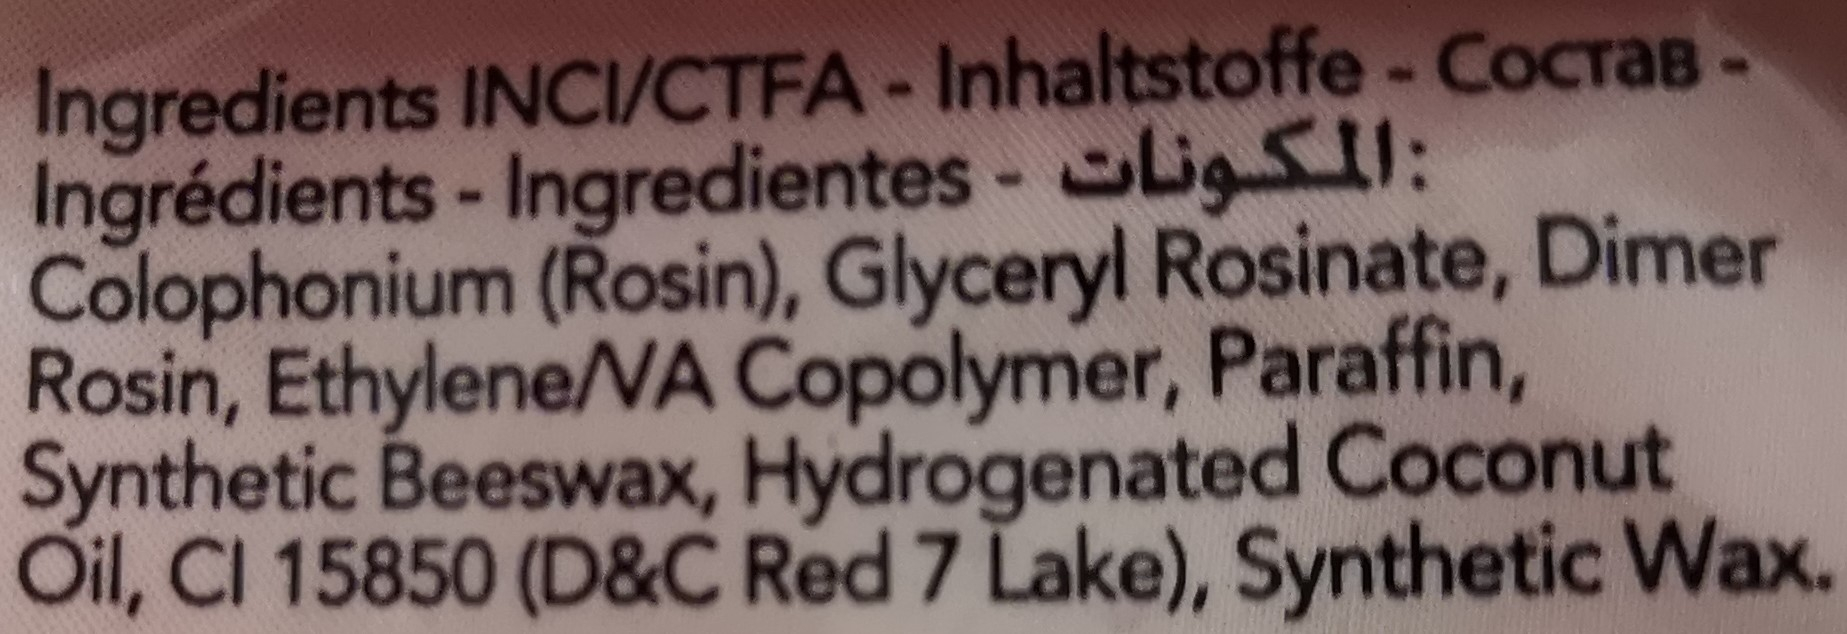 Ingredients INCI/CTFA - Inhaltstoffe - Состав -
Ingrédients - Ingredientes - المكونات:
Colophonium (Rosin), Glyceryl Rosinate, Dimer
Rosin, Ethylene/VA Copolymer, Paraffin,
Synthetic Beeswax, Hydrogenated Coconut
Oil, CI 15850 (D&C Red 7 Lake), Synthetic Wax.